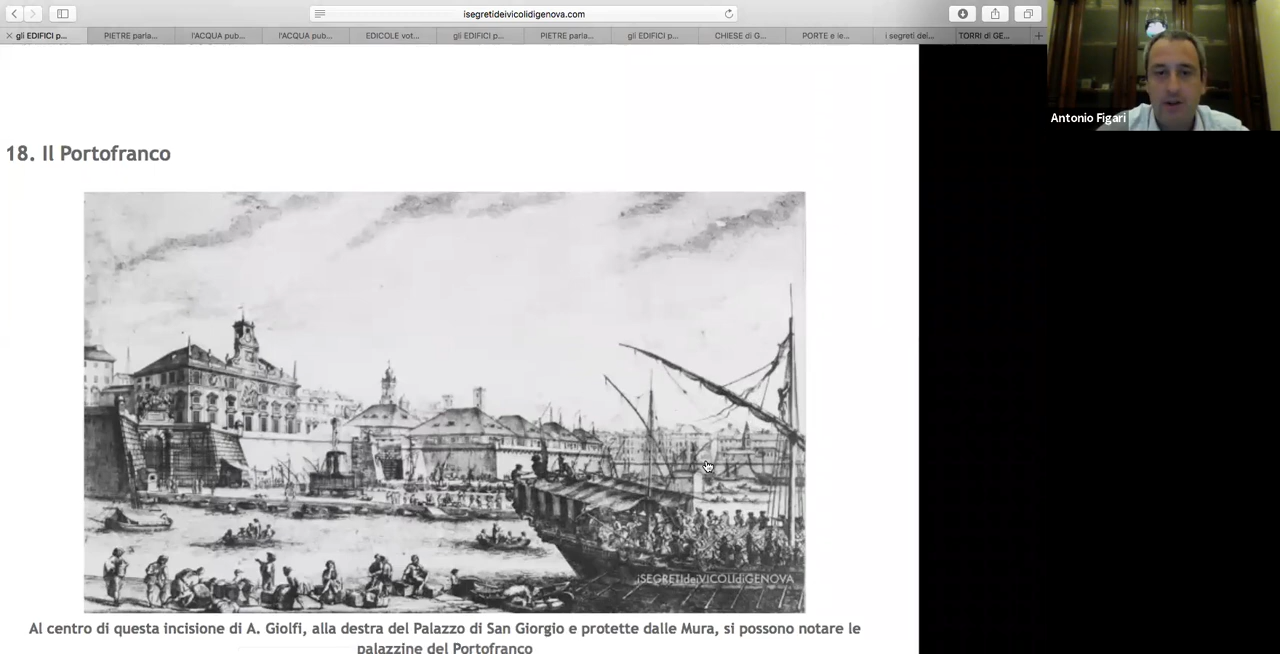 isegretideivicolidigenova.com
gli EDIFICI p...
PIETRE parla...
l'ACQUA pub...
l'ACQUA pub...
EDICOLE vot...
gli EDIFICI p...
PIETRE parla...
gli EDIFICI p...
CHIESE di G...
PORTE e le...
i segreti dei...
TORRI di GE...
Antonio Figari
18. Il Portofranco
iSEGRETIdeiVICOLIdiGENOVA
Al centro di questa incisione di A. Giolfi, alla destra del Palazzo di San Giorgio e protette dalle Mura, si possono notare le
palazzine del Portofranco